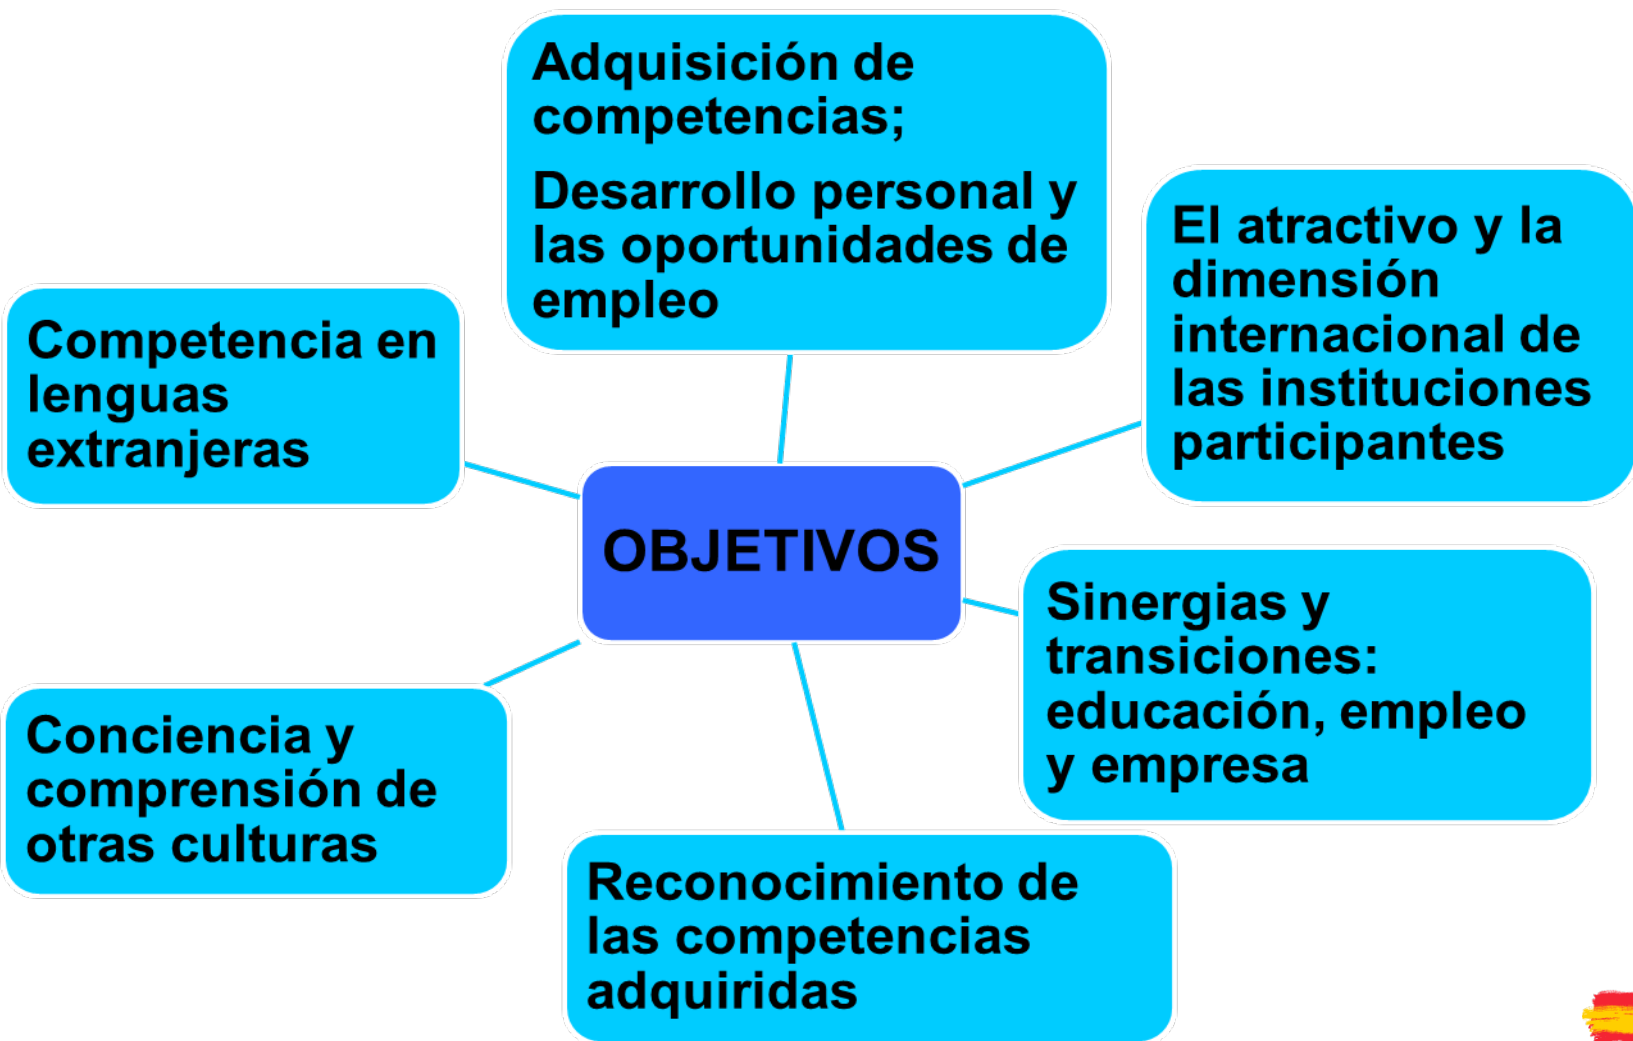 Adquisición de
competencias;
Desarrollo personal y
las oportunidades de
empleo
El atractivo y la
dimensión
internacional de
las instituciones
participantes
Competencia en
lenguas
extranjeras
OBJETIVOS
Sinergias y
transiciones:
educación, empleo
y empresa
Conciencia y
comprensión de
otras culturas
Reconocimiento de
las competencias
adquiridas